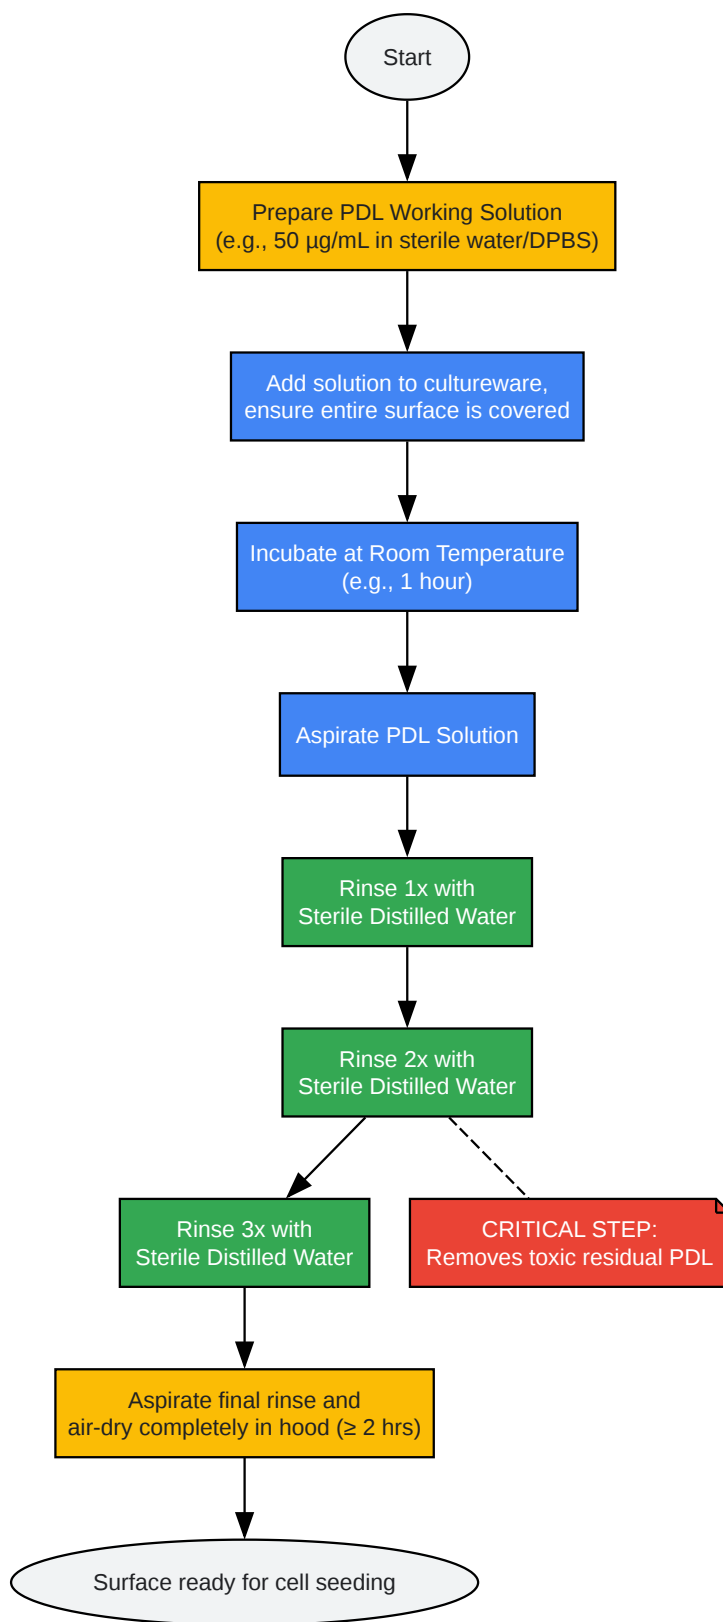 Start
Prepare PDL Working Solution
(e.g., 50 µg/mL in sterile water/DPBS)
Add solution to cultureware,
ensure entire surface is covered
Incubate at Room Temperature
(e.g., 1 hour)
Aspirate PDL Solution
Rinse 1x with
Sterile Distilled Water
Rinse 2x with
Sterile Distilled Water
Rinse 3x with
Sterile Distilled Water
CRITICAL STEP:
Removes toxic residual PDL
Aspirate final rinse and
air-dry completely in hood (≥ 2 hrs)
Surface ready for cell seeding